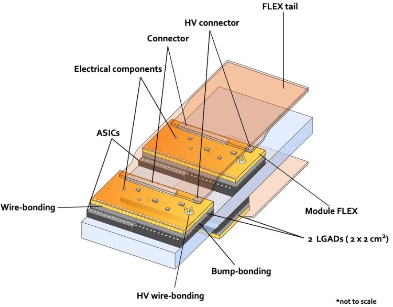 FLEX tail
HV connector
Connector
Electrical components
ASICs
Wire-bonding
Module FLEX
2 LGADs ( 2 x 2 cm²)
Bump-bonding
HV wire-bonding
*not to scale